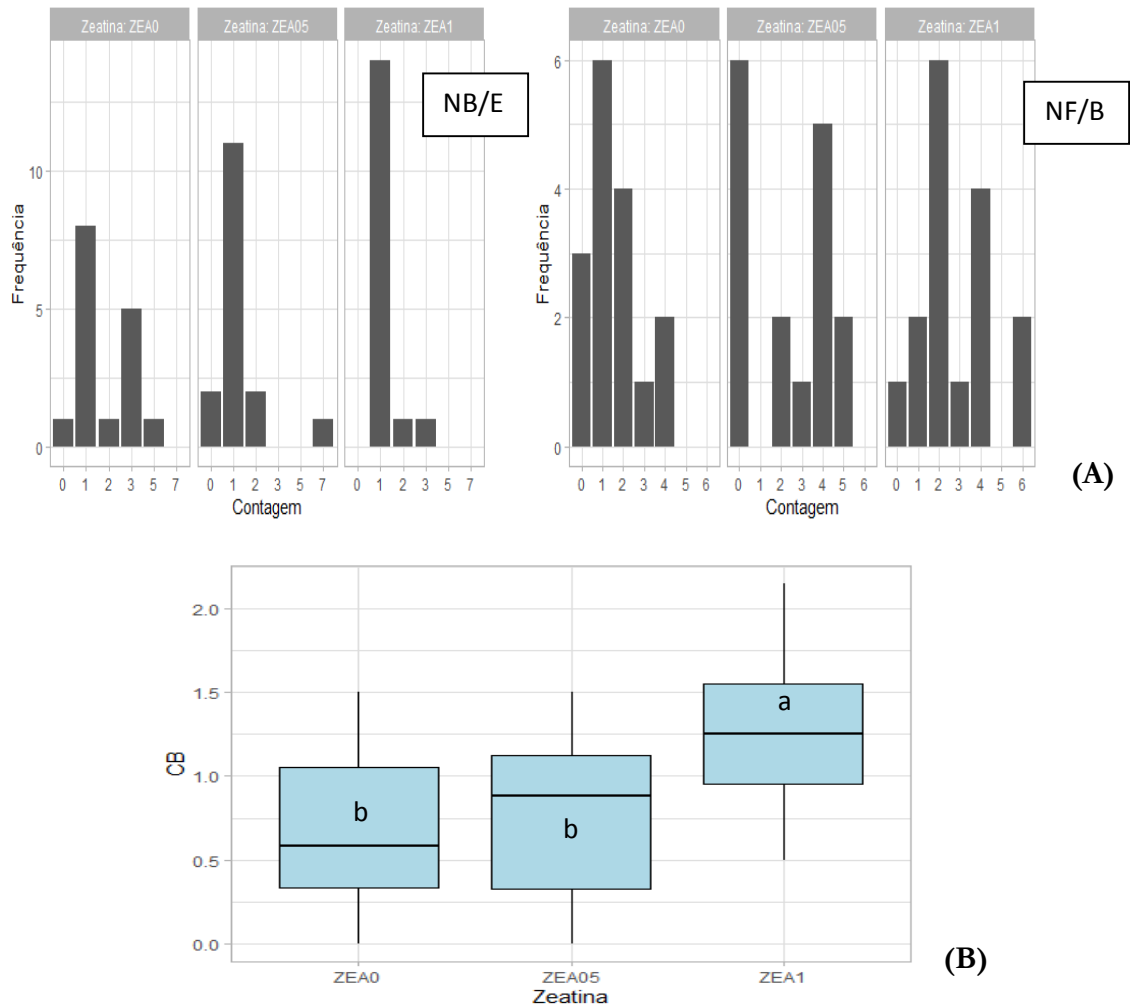 Zeatina: ZEA0 Zeatina: ZEA05 Zeatina: ZEA1
NB/E
Frequência
10
5
0
0 1 2 3 5 7 0 1 2 3 5 7 0 1 2 3 5 7
Contagem
Zeatina: ZEA0 Zeatina: ZEA05 Zeatina: ZEA1
NF/B
Frequência
6
4
2
0
0 1 2 3 4 5 6 0 1 2 3 4 5 6 0 1 2 3 4 5 6
Contagem
(A)
CB
2.0
1.5
1.0
0.5
0.0
b
b
a
ZEA0 ZEA05 ZEA1
Zeatina
(B)